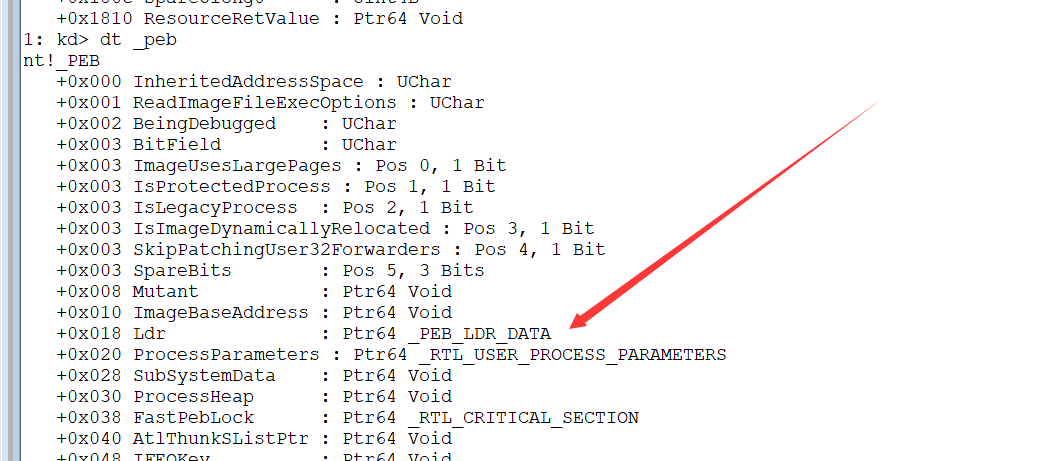 +0x1810 ResourceRetValue : Ptr64 Void
1: kd> dt _peb
nt!_PEB
+0x000 InheritedAddressSpace : UChar
+0x001 ReadImageFileExecOptions : UChar
+0x002 BeingDebugged    : UChar
+0x003 BitField         : UChar
+0x003 ImageUsesLargePages : Pos 0, 1 Bit
+0x003 IsProtectedProcess : Pos 1, 1 Bit
+0x003 IsLegacyProcess  : Pos 2, 1 Bit
+0x003 IsImageDynamicallyRelocated : Pos 3, 1 Bit
+0x003 SkipPatchingUser32Forwarders : Pos 4, 1 Bit
+0x003 SpareBits        : Pos 5, 3 Bits
+0x008 Mutant           : Ptr64 Void
+0x010 ImageBaseAddress : Ptr64 Void
+0x018 Ldr              : Ptr64 _PEB_LDR_DATA
+0x020 ProcessParameters : Ptr64 _RTL_USER_PROCESS_PARAMETERS
+0x028 SubSystemData    : Ptr64 Void
+0x030 ProcessHeap      : Ptr64 Void
+0x038 FastPebLock      : Ptr64 _RTL_CRITICAL_SECTION
+0x040 AtlThunkSListPtr : Ptr64 Void
+0x048 IFEOKey          : Ptr64 Void